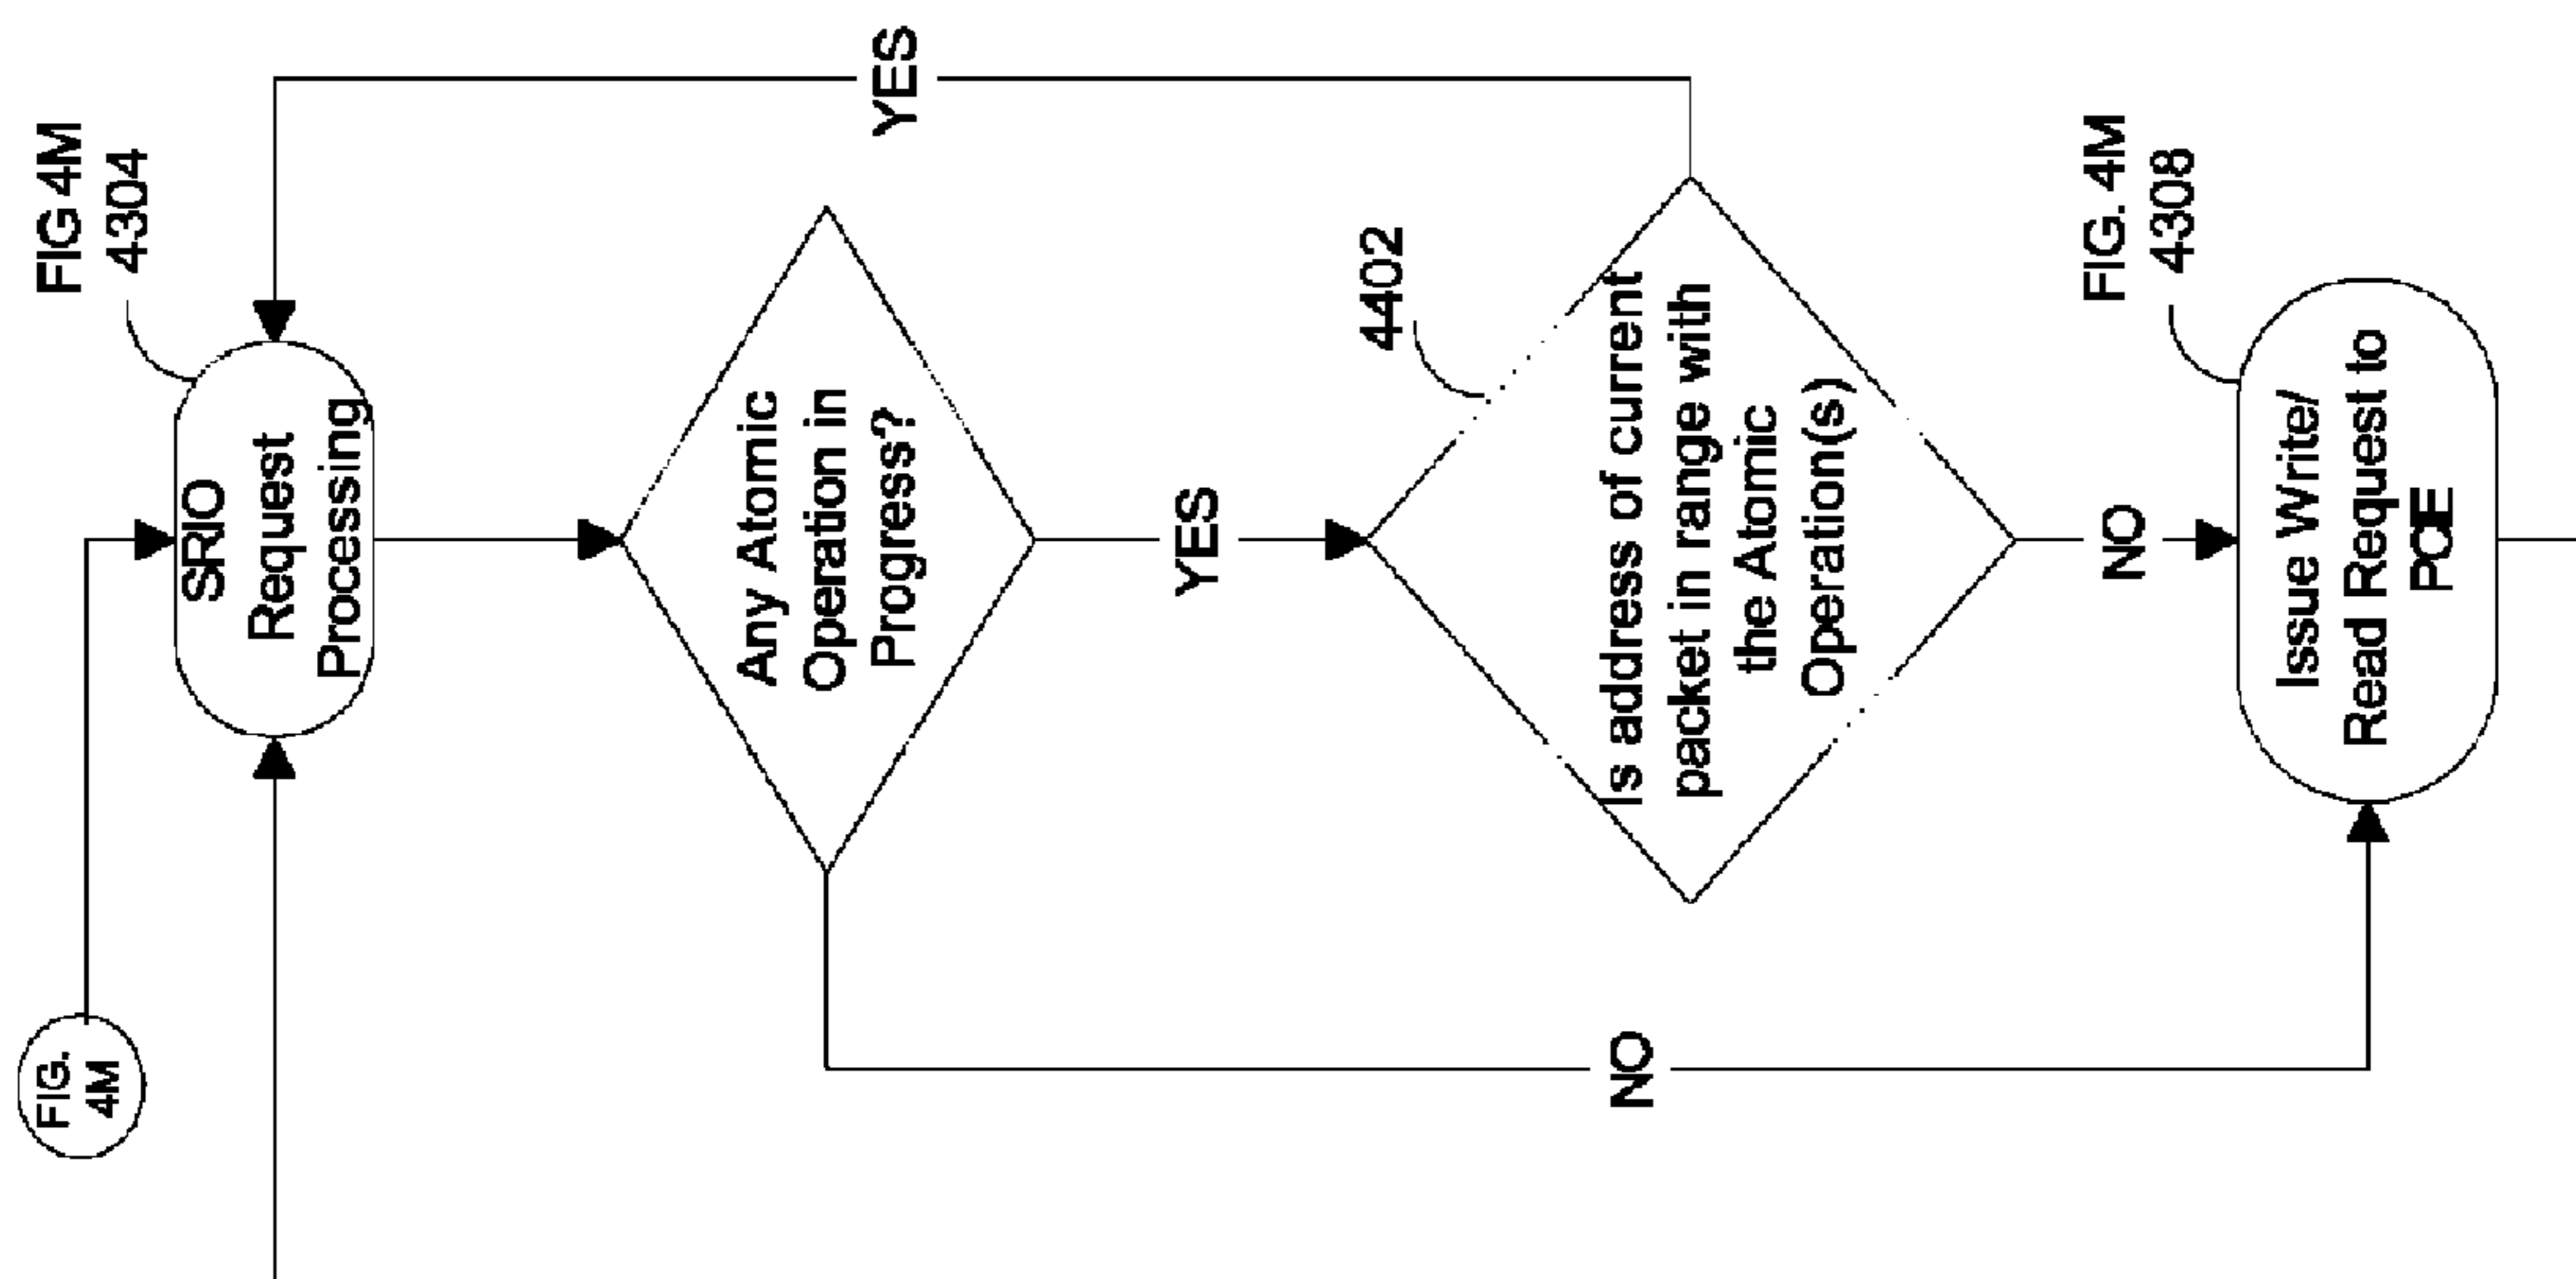 FIG.
4M
FIG 4M
4304
SRIO
Request
Processing
Any Atomic
Operation in
Progress?
YES
YES
NO
4402
Is address of current
packet in range with
the Atomic
Operation(s)
NO
FIG. 4M
4308
Issue Write/
Read Request to
PCIE